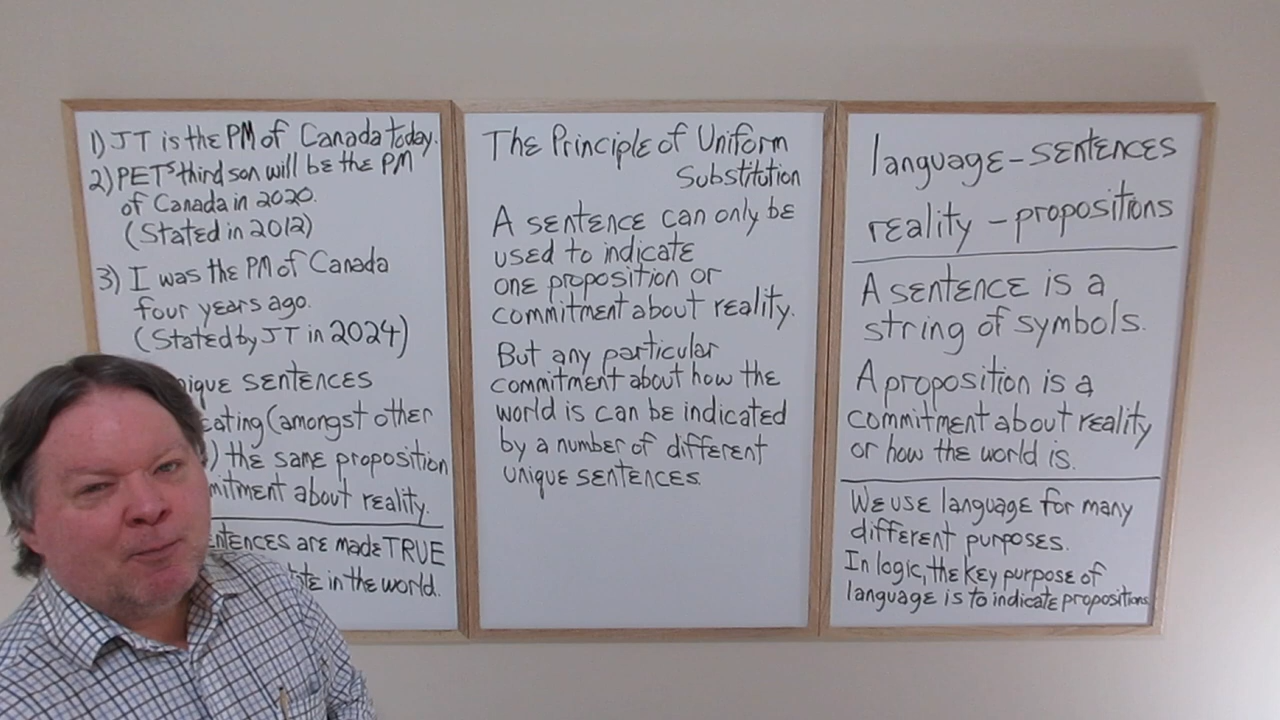 1) JT is the PM of Canada today.
2) PET's third son will be the PM
of Canada in 2020.
(Stated in 2012)
3) I was the PM of Canada
four years ago.
(Stated by JT in 2024)
sentences
(amongst other
) the same proposition
about reality.
are made TRUE
in the world.
The Principle of Uniform
Substitution
A sentence can only be
used to indicate
one proposition or
commitment about reality.
But any particular
commitment about how the
world is can be indicated
by a number of different
unique sentences.
language-sentences
reality - propositions
A sentence is a
string of symbols.
A proposition is a
commitment about reality
or how the world is.
We use language for many
different purposes.
In logic, the key purpose of
language is to indicate propositions.